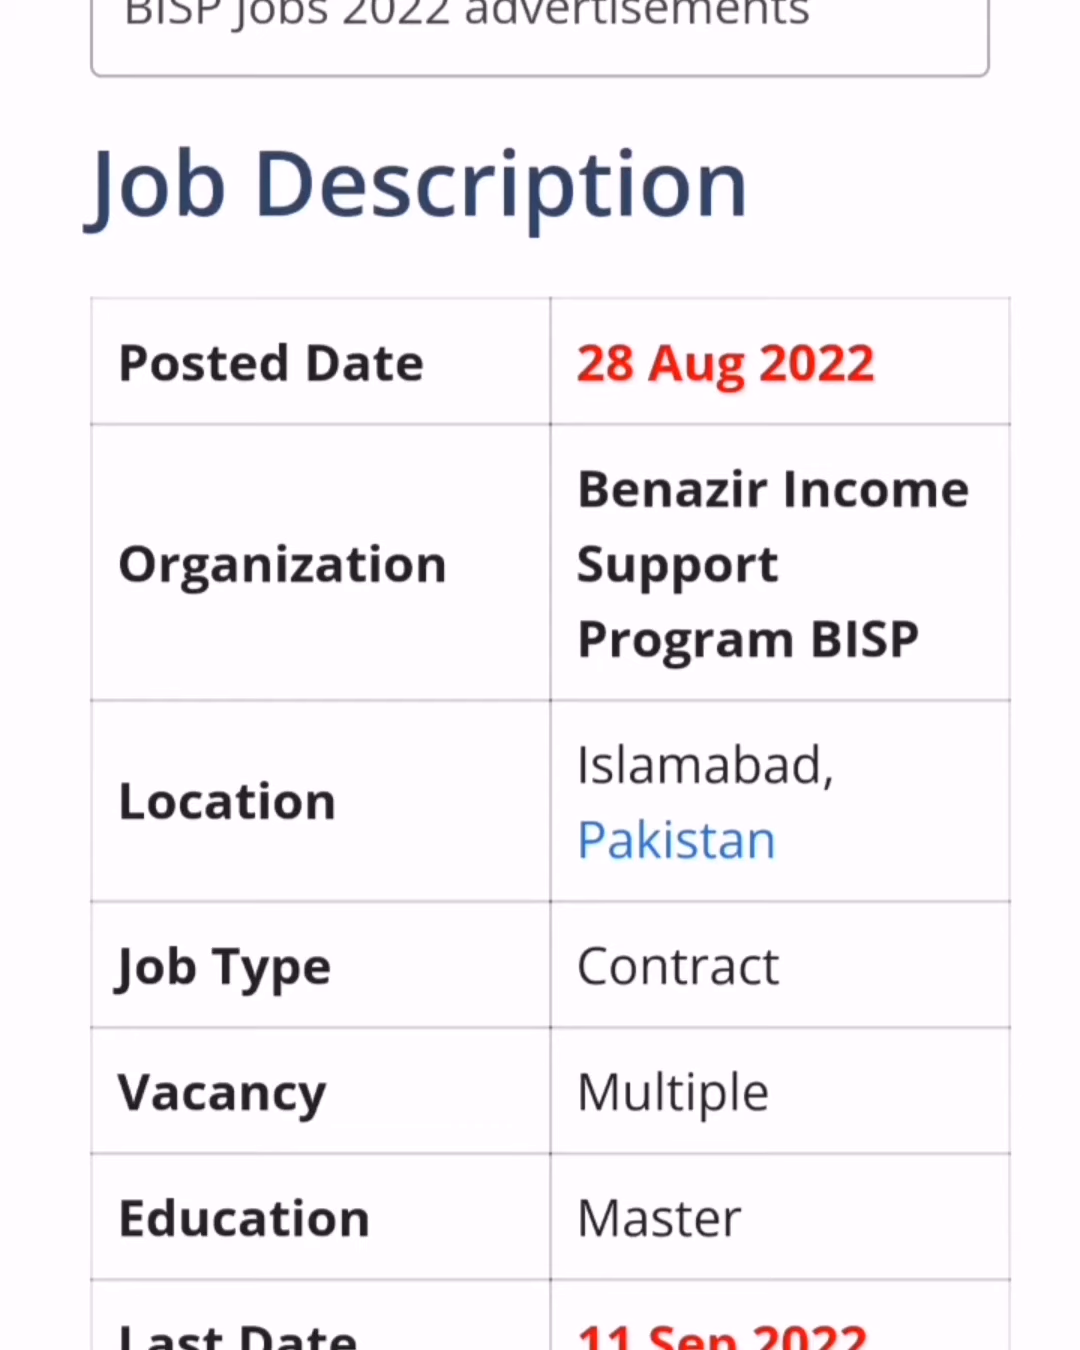 BISP Jobs 2022 advertisements
Job Description
Posted Date
28 Aug 2022
Organization
Benazir Income
Support
Program BISP
Location
Islamabad,
Pakistan
Job Type
Contract
Vacancy
Multiple
Education
Master
Last Date
11 Sep 2022